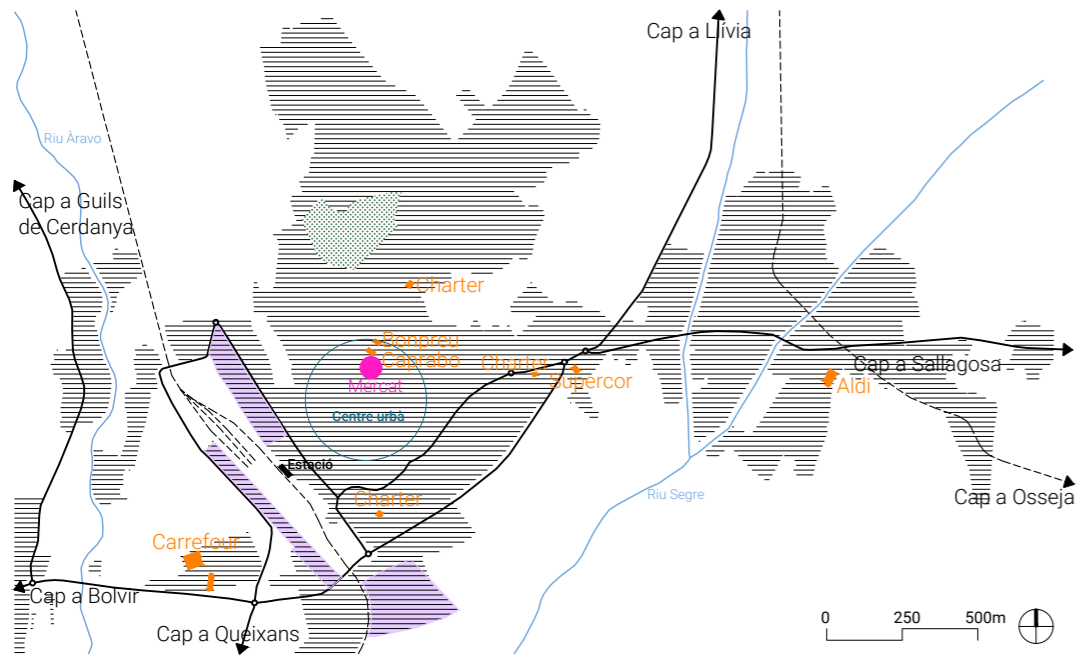 Cap a Llívia
Riu Àravo
Cap a Guils
de Cerdanya
Charter
Bonpreu
Caprabo
Charter
Mercat
Supercor
Cap a Sallagosa
Aldi
Centre urbà
Estació
Riu Segre
Cap a Osseja
Charter
Carrefour
Cap a Bolvir
Cap a Queixans
0 250 500m